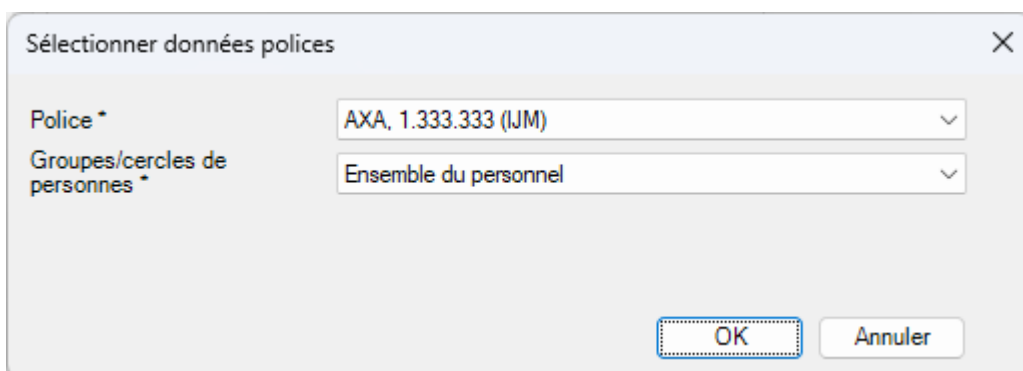 Sélectionner données polices
Police *
AXA, 1.333.333 (IJM)
Groupes/cercles de
personnes *
Ensemble du personnel
OK
Annuler